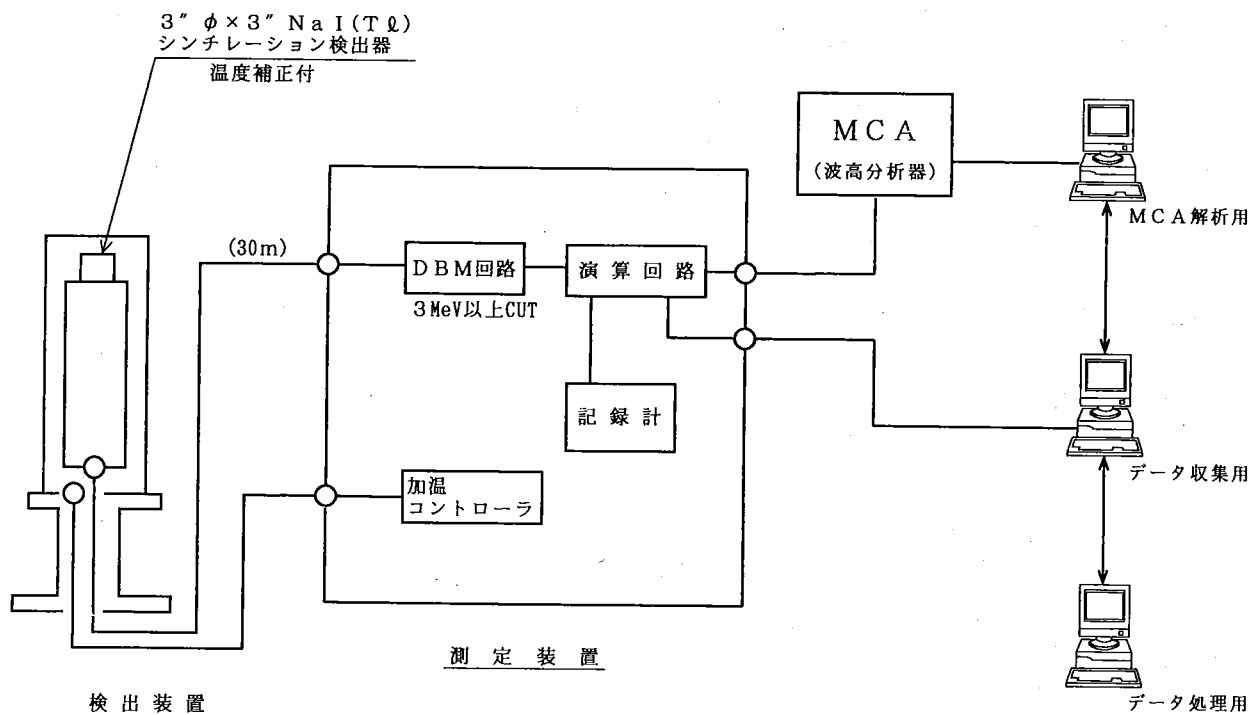 3″φ×3″NaI(Tℓ)
シンチレーション検出器
温度補正付
MCA
(波高分析器)
MCA解析用
(30m)
DBM回路
3MeV以上CUT
演算回路
記録計
データ収集用
加温
コントローラ
測定装置
検出装置
データ処理用